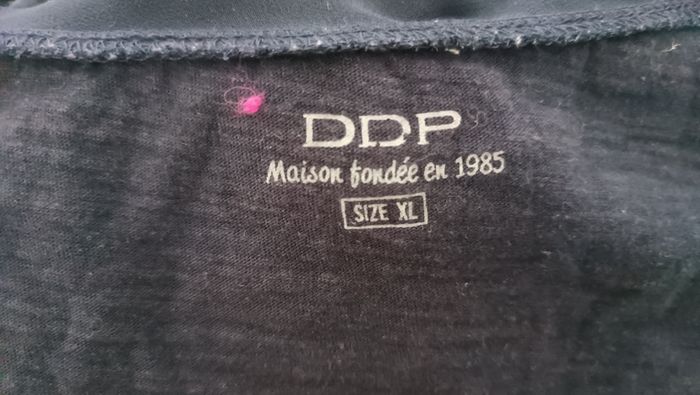 DDP
Maison fondée en 1985
SIZE XL